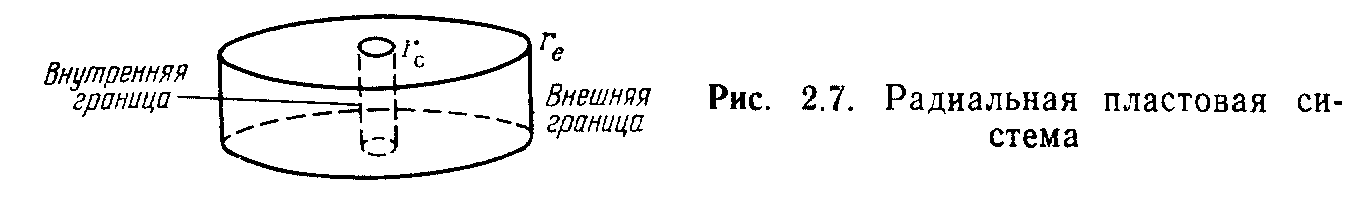 Внутренняя
граница
r_c
r_e
Внешняя
граница
Рис. 2.7. Радиальная пластовая си-
стема